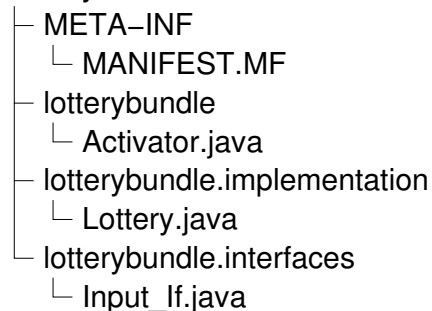 META-INF
MANIFEST.MF
lotterybundle
Activator.java
lotterybundle.implementation
Lottery.java
lotterybundle.interfaces
Input_If.java